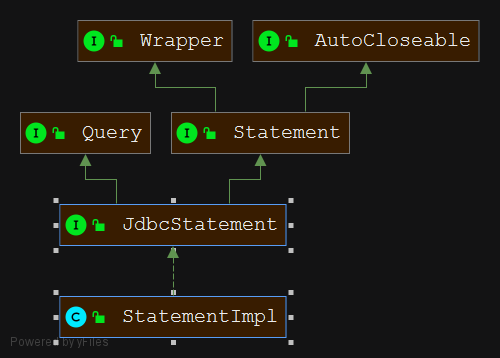 I Wrapper
I AutoCloseable
I Query
I Statement
I JdbcStatement
C StatementImpl
Powered by yFiles